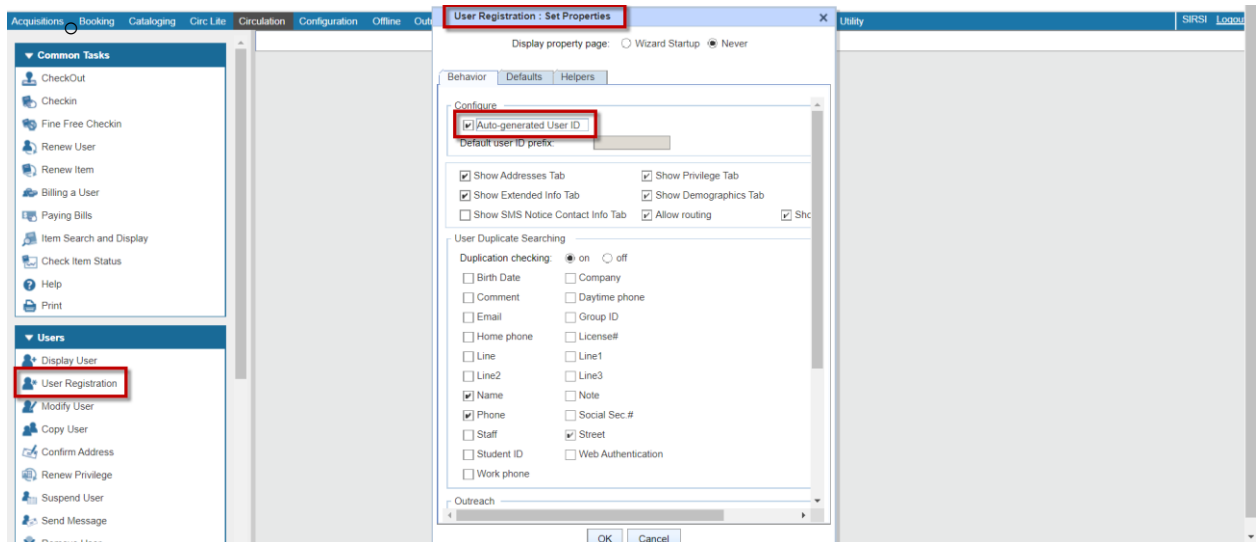 Acquisitions Booking Cataloging Circ Lite Circulation Configuration Offline Out Utility SIRSI Logou
User Registration : Set Properties X
Display property page: Wizard Startup Never
Common Tasks
CheckOut
Checkin
Fine Free Checkin
Renew User
Renew Item
Billing a User
Paying Bills
Item Search and Display
Check Item Status
Help
Print
Users
Display User
User Registration
Modify User
Copy User
Confirm Address
Renew Privilege
Suspend User
Send Message
Behavior Defaults Helpers
Configure
Auto-generated User ID
Default user ID prefix:
Show Addresses Tab Show Privilege Tab
Show Extended Info Tab Show Demographics Tab
Show SMS Notice Contact Info Tab Allow routing Sho
User Duplicate Searching
Duplication checking: on off
Birth Date Company
Comment Daytime phone
Email Group ID
Home phone License#
Line Line1
Line2 Line3
Name Note
Phone Social Sec.#
Staff Street
Student ID Web Authentication
Work phone
Outreach
OK Cancel